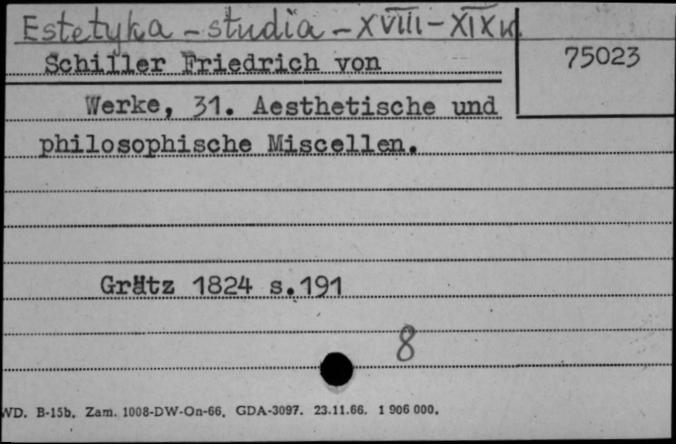 Estetyka - studia - XVIII - XIX w.
Schiller Friedrich von
75023
Werke, 31. Aesthetische und
philosophische Miscellen.
Grätz 1824 s.191
8
WD. B-15b. Zam. 1008-DW-On-66. GDA-3097. 23.11.66. 1 906 000.